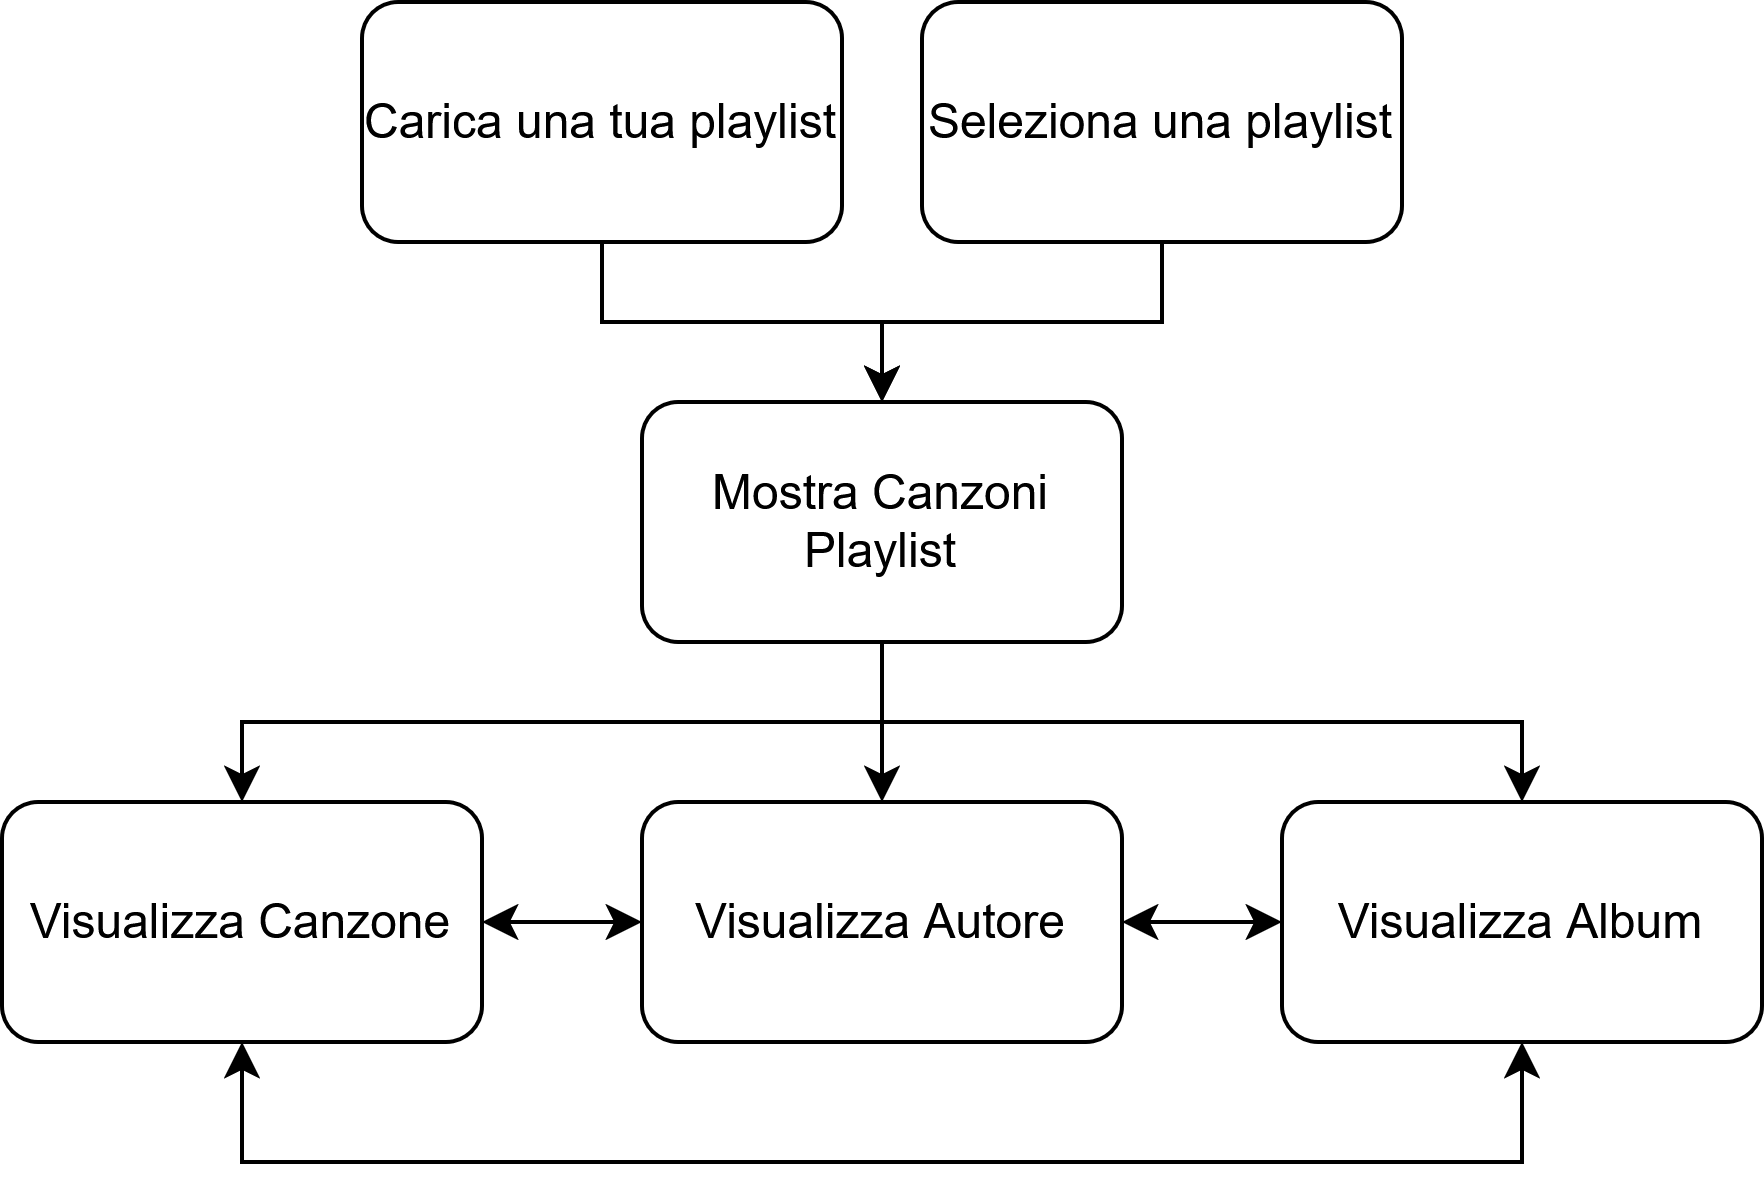 Carica una tua playlist
Seleziona una playlist
Mostra Canzoni
Playlist
Visualizza Canzone
Visualizza Autore
Visualizza Album